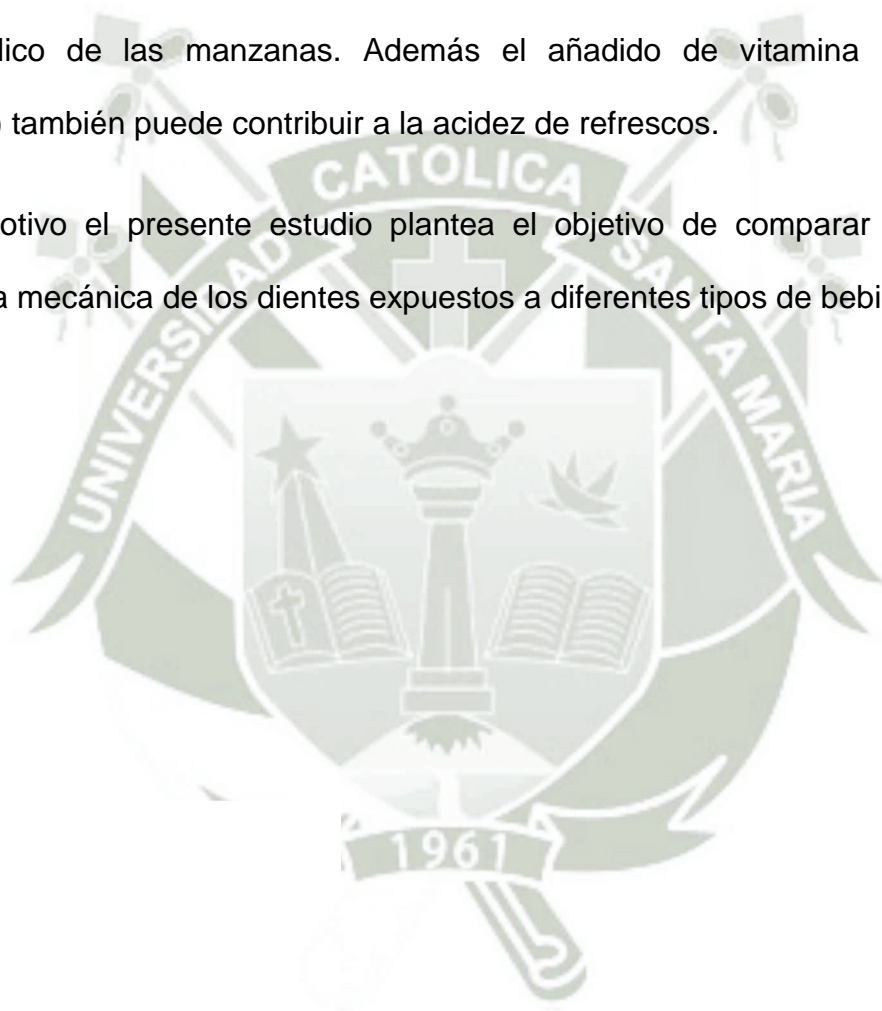 lico de las manzanas. Además el añadido de vitamina
) también puede contribuir a la acidez de refrescos.
otivo el presente estudio plantea el objetivo de comparar
a mecánica de los dientes expuestos a diferentes tipos de bebi
UNIVERSIDAD CATOLICA SANTA MARIA
1961